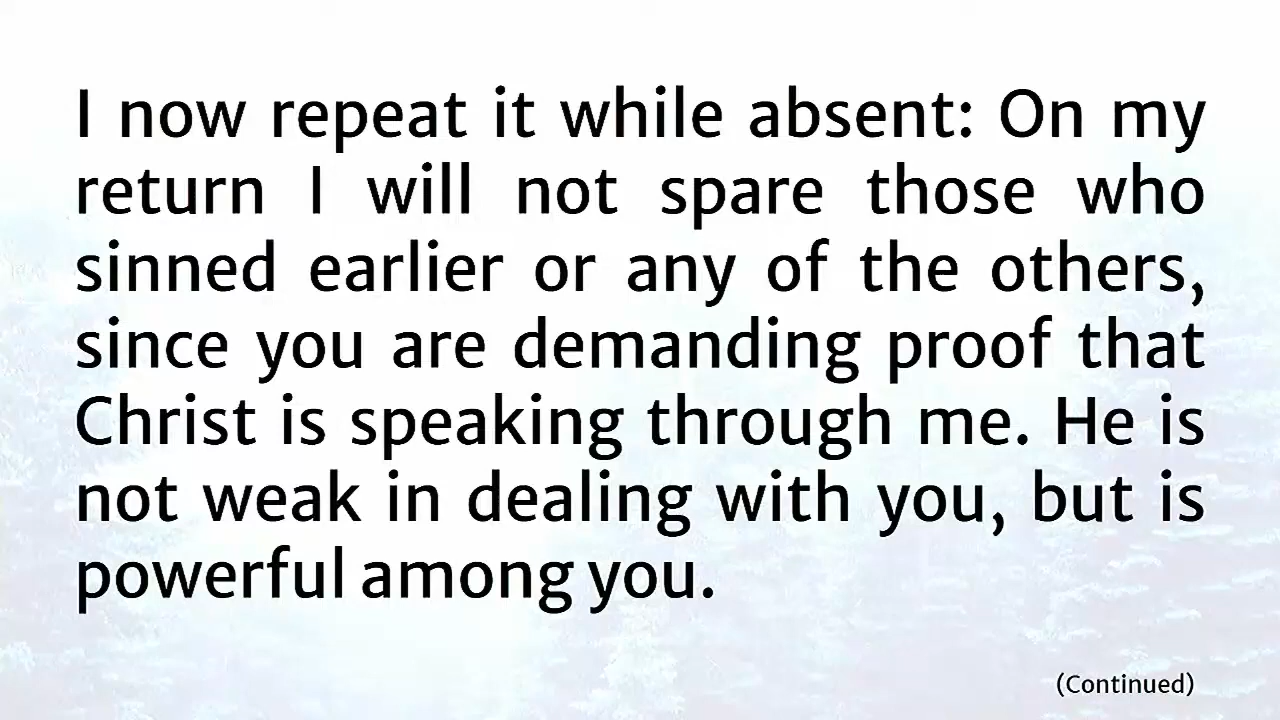 I now repeat it while absent: On my
return I will not spare those who
sinned earlier or any of the others,
since you are demanding proof that
Christ is speaking through me. He is
not weak in dealing with you, but is
powerful among you.
(Continued)